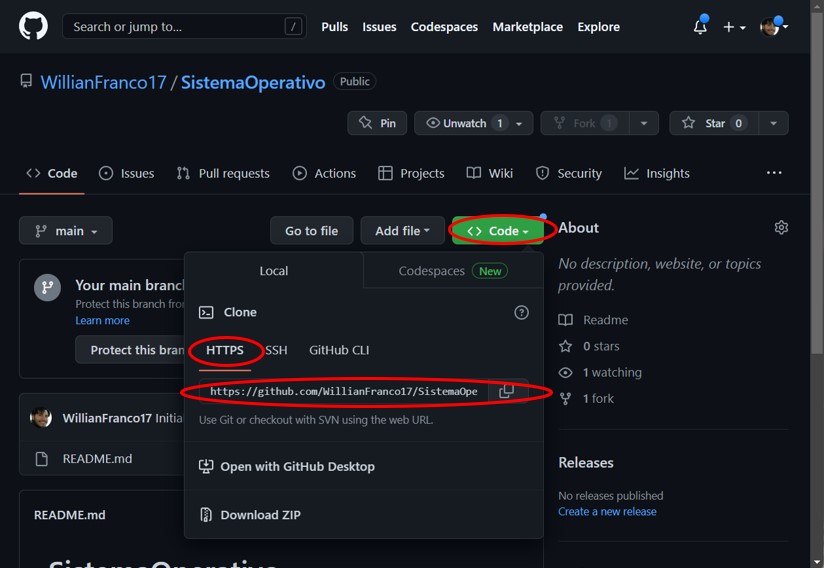 Search or jump to... / Pulls Issues Codespaces Marketplace Explore
WillianFranco17 / SistemaOperativo Public
Pin Unwatch 1 Fork 1 Star 0
Code Issues Pull requests Actions Projects Wiki Security Insights ...
main Go to file Add file Code
About
No description, website, or topics
provided.
Readme
0 stars
1 watching
1 fork
Releases
No releases published
Create a new release
Your main branch
Protect this branch from
Learn more
Protect this bran
WillianFranco17 Initia
README.md
README.md
SistemaOperativo
Local Codespaces New
Clone
HTTPS SSH GitHub CLI
https://github.com/WillianFranco17/SistemaOpe
Use Git or checkout with SVN using the web URL.
Open with GitHub Desktop
Download ZIP